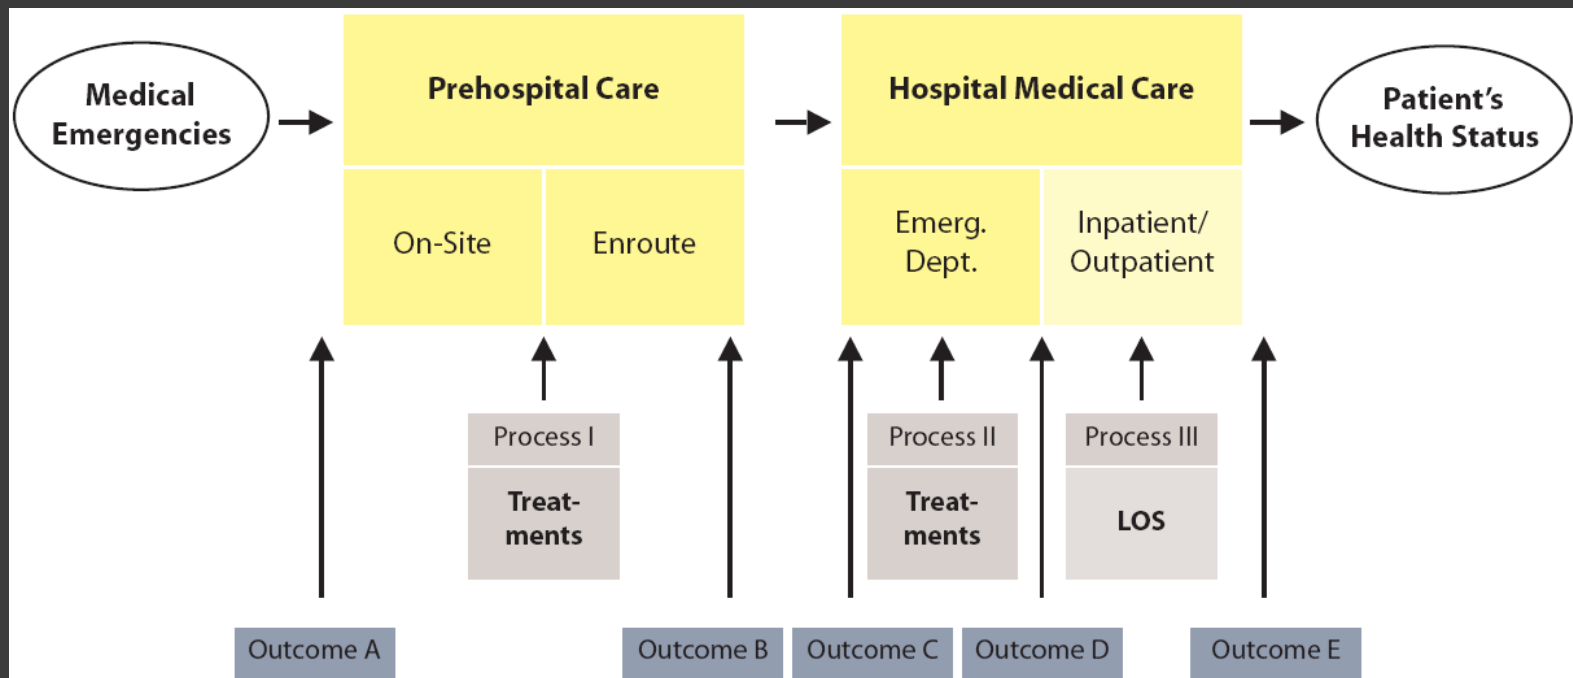 Medical
Emergencies
Prehospital Care
Hospital Medical Care
Patient’s
Health Status
On-Site
Enroute
Emerg.
Dept.
Inpatient/
Outpatient
Process I
Treat-
ments
Process II
Treat-
ments
Process III
LOS
Outcome A
Outcome B
Outcome C
Outcome D
Outcome E